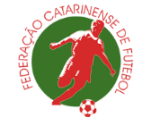 FEDERAÇÃO CATARINENSE DE FUTEBOL